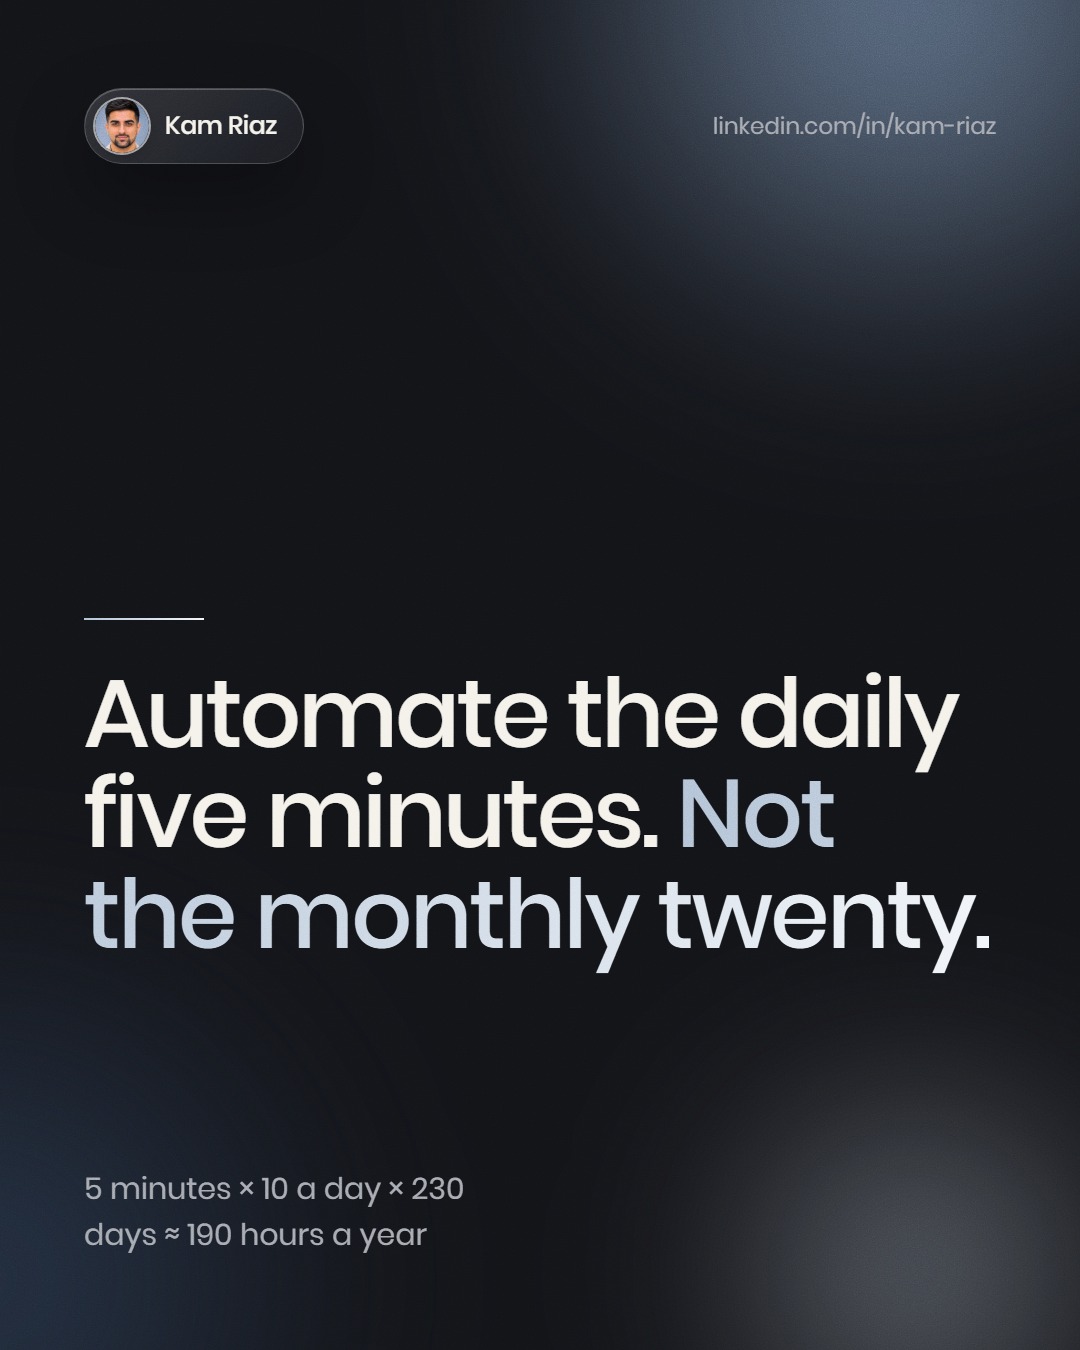 Kam Riaz
linkedin.com/in/kam-riaz
Automate the daily
five minutes. Not
the monthly twenty.
5 minutes × 10 a day × 230
days ≈ 190 hours a year